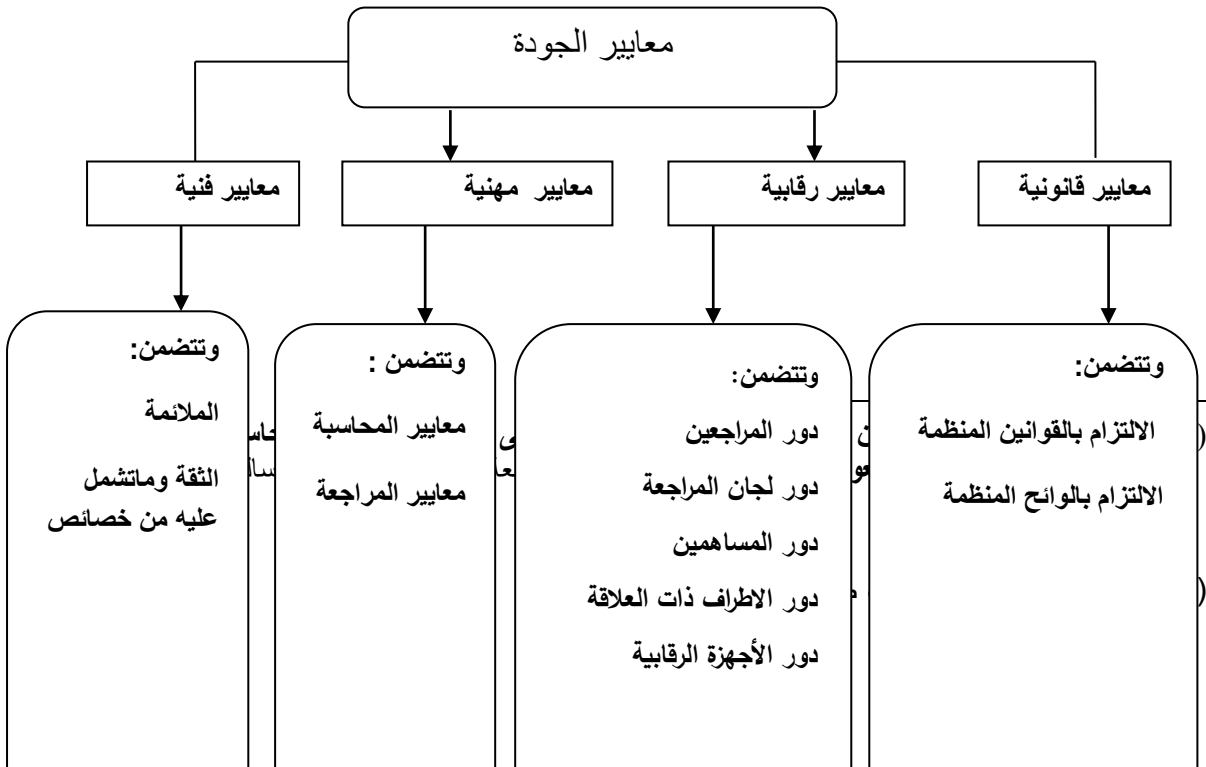 معايير الجودة
معايير قانونية
معايير رقابية
معايير مهنية
معايير فنية
وتتضمن:
الالتزام بالقوانين المنظمة
الالتزام بالوائح المنظمة
وتتضمن:
دور المراجعين
دور لجان المراجعة
دور المساهمين
دور الاطراف ذات العلاقة
دور الأجهزة الرقابية
وتتضمن :
معايير المحاسبة
معايير المراجعة
وتتضمن:
الملائمة
الثقة وماتشمل
عليه من خصائص